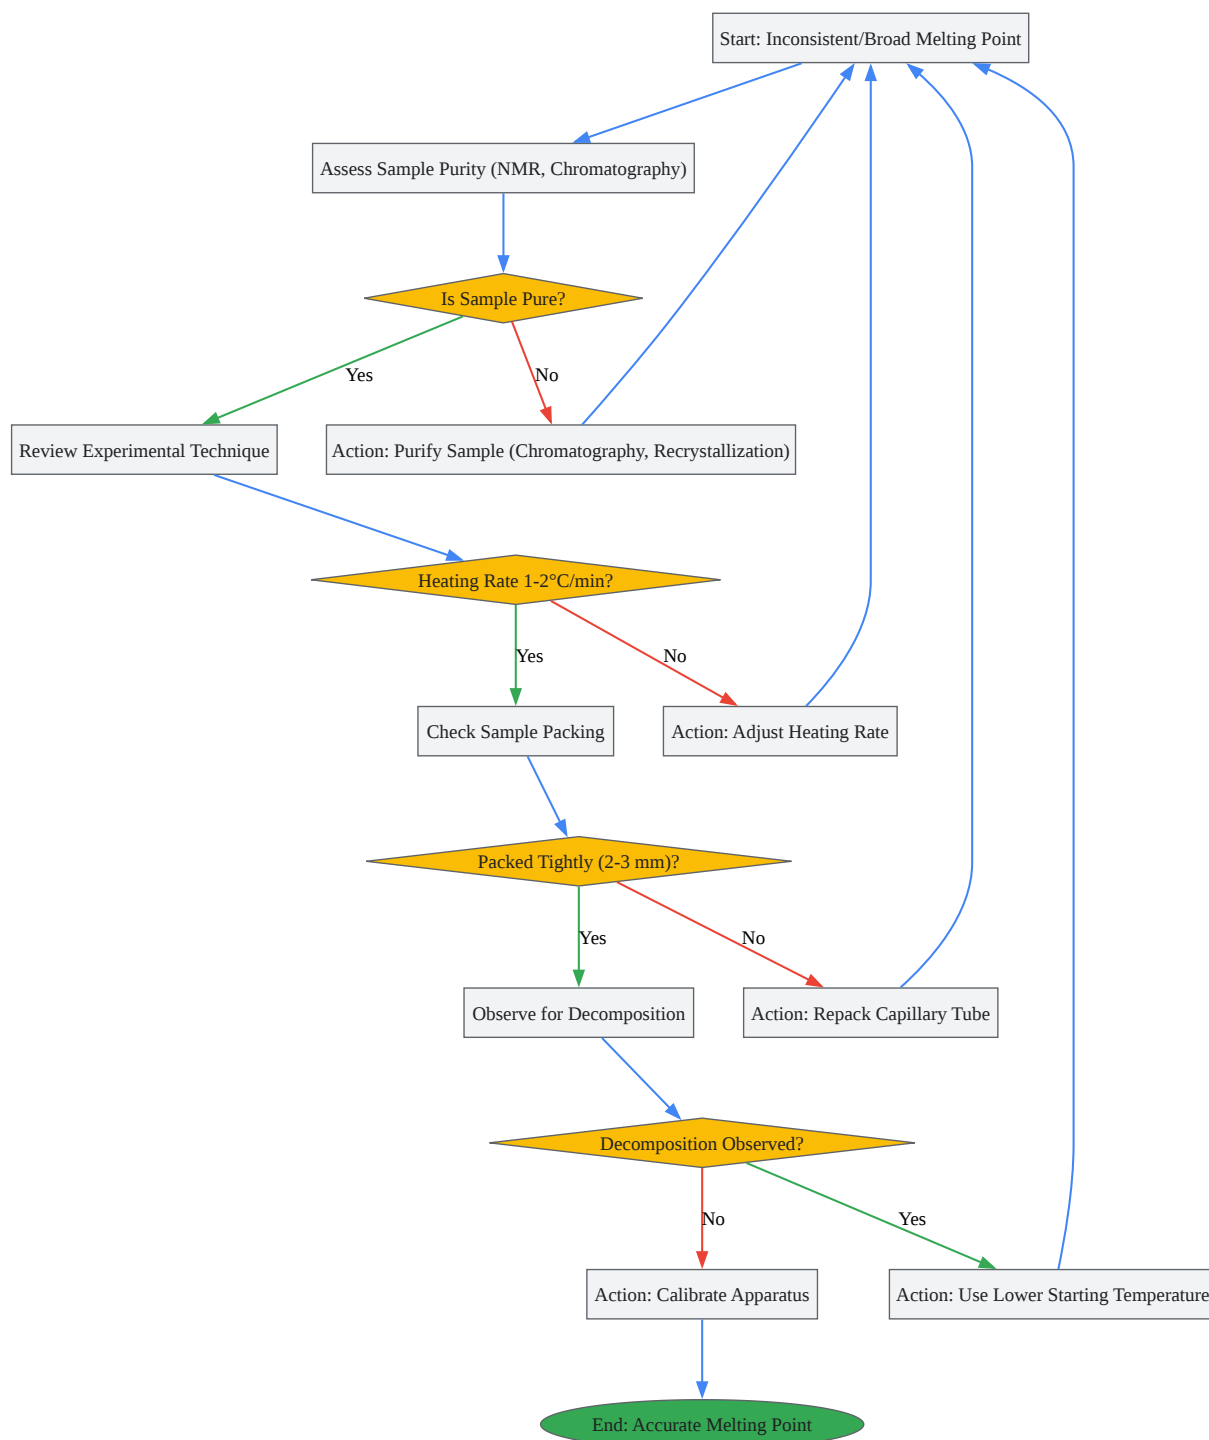 Start: Inconsistent/Broad Melting Point
Assess Sample Purity (NMR, Chromatography)
Is Sample Pure?
Yes
No
Review Experimental Technique
Action: Purify Sample (Chromatography, Recrystallization)
Heating Rate 1-2°C/min?
Yes
No
Check Sample Packing
Action: Adjust Heating Rate
Packed Tightly (2-3 mm)?
Yes
No
Observe for Decomposition
Action: Repack Capillary Tube
Decomposition Observed?
No
Yes
Action: Calibrate Apparatus
Action: Use Lower Starting Temperature
End: Accurate Melting Point